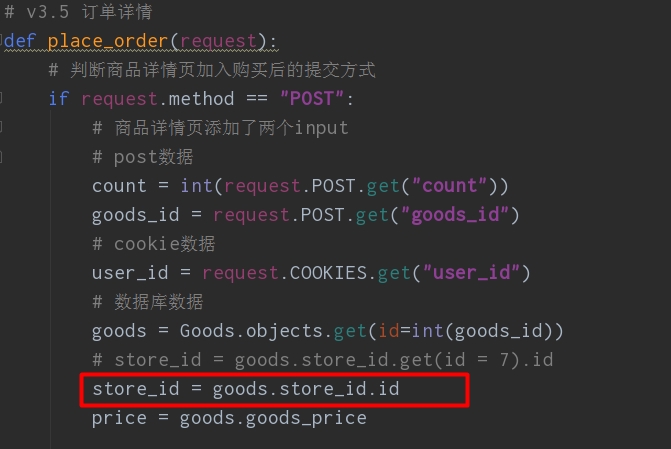 # v3.5 订单详情
def place_order(request):
# 判断商品详情页加入购买后的提交方式
if request.method == "POST":
# 商品详情页添加了两个input
# post数据
count = int(request.POST.get("count"))
goods_id = request.POST.get("goods_id")
# cookie数据
user_id = request.COOKIES.get("user_id")
# 数据库数据
goods = Goods.objects.get(id=int(goods_id))
# store_id = goods.store_id.get(id = 7).id
store_id = goods.store_id.id
price = goods.goods_price